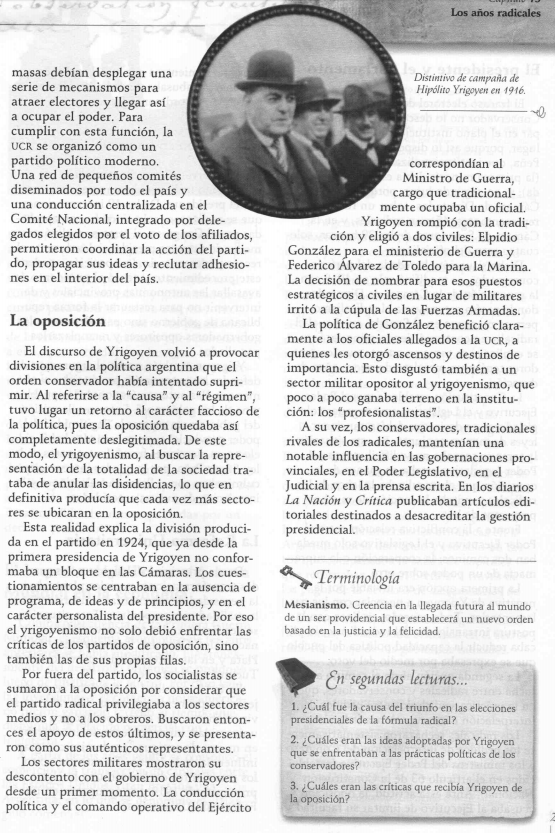 Capítulo 13
Los años radicales
masas debían desplegar una
serie de mecanismos para
atraer electores y llegar así
a ocupar el poder. Para
cumplir con esta función, la
UCR se organizó como un
partido político moderno.
Una red de pequeños comités
diseminados por todo el país y
una conducción centralizada en el
Comité Nacional, integrado por dele-
gados elegidos por el voto de los afiliados,
permitieron coordinar la acción del parti-
do, propagar sus ideas y reclutar adhesio-
nes en el interior del país.
La oposición
El discurso de Yrigoyen volvió a provocar
divisiones en la política argentina que el
orden conservador había intentado supri-
mir. Al referirse a la “causa” y al “régimen”,
tuvo lugar un retorno al carácter faccioso de
la política, pues la oposición quedaba así
completamente deslegitimada. De este
modo, el yrigoyenismo, al buscar la repre-
sentación de la totalidad de la sociedad tra-
taba de anular las disidencias, lo que en
definitiva producía que cada vez más secto-
res se ubicaran en la oposición.
Esta realidad explica la división produci-
da en el partido en 1924, que ya desde la
primera presidencia de Yrigoyen no confor-
maba un bloque en las Cámaras. Los cues-
tionamientos se centraban en la ausencia de
programa, de ideas y de principios, y en el
carácter personalista del presidente. Por eso
el yrigoyenismo no solo debió enfrentar las
críticas de los partidos de oposición, sino
también las de sus propias filas.
Por fuera del partido, los socialistas se
sumaron a la oposición por considerar que
el partido radical privilegiaba a los sectores
medios y no a los obreros. Buscaron enton-
ces el apoyo de estos últimos, y se presenta-
ron como sus auténticos representantes.
Los sectores militares mostraron su
descontento con el gobierno de Yrigoyen
desde un primer momento. La conducción
política y el comando operativo del Ejército
Distintivo de campaña de
Hipólito Yrigoyen en 1916.
correspondían al
Ministro de Guerra,
cargo que tradicional-
mente ocupaba un oficial.
Yrigoyen rompió con la tradi-
ción y eligió a dos civiles: Elpidio
González para el ministerio de Guerra y
Federico Álvarez de Toledo para la Marina.
La decisión de nombrar para esos puestos
estratégicos a civiles en lugar de militares
irritó a la cúpula de las Fuerzas Armadas.
La política de González benefició clara-
mente a los oficiales allegados a la UCR, a
quienes les otorgó ascensos y destinos de
importancia. Esto disgustó también a un
sector militar opositor al yrigoyenismo, que
poco a poco ganaba terreno en la institu-
ción: los “profesionalistas”.
A su vez, los conservadores, tradicionales
rivales de los radicales, mantenían una
notable influencia en las gobernaciones pro-
vinciales, en el Poder Legislativo, en el
Judicial y en la prensa escrita. En los diarios
La Nación y Crítica publicaban artículos edi-
toriales destinados a desacreditar la gestión
presidencial.
Terminología
Mesianismo. Creencia en la llegada futura al mundo
de un ser providencial que establecerá un nuevo orden
basado en la justicia y la felicidad.
En segundas lecturas...
1. ¿Cuál fue la causa del triunfo en las elecciones
presidenciales de la fórmula radical?
2. ¿Cuáles eran las ideas adoptadas por Yrigoyen
que se enfrentaban a las prácticas políticas de los
conservadores?
3. ¿Cuáles eran las críticas que recibía Yrigoyen de
la oposición?